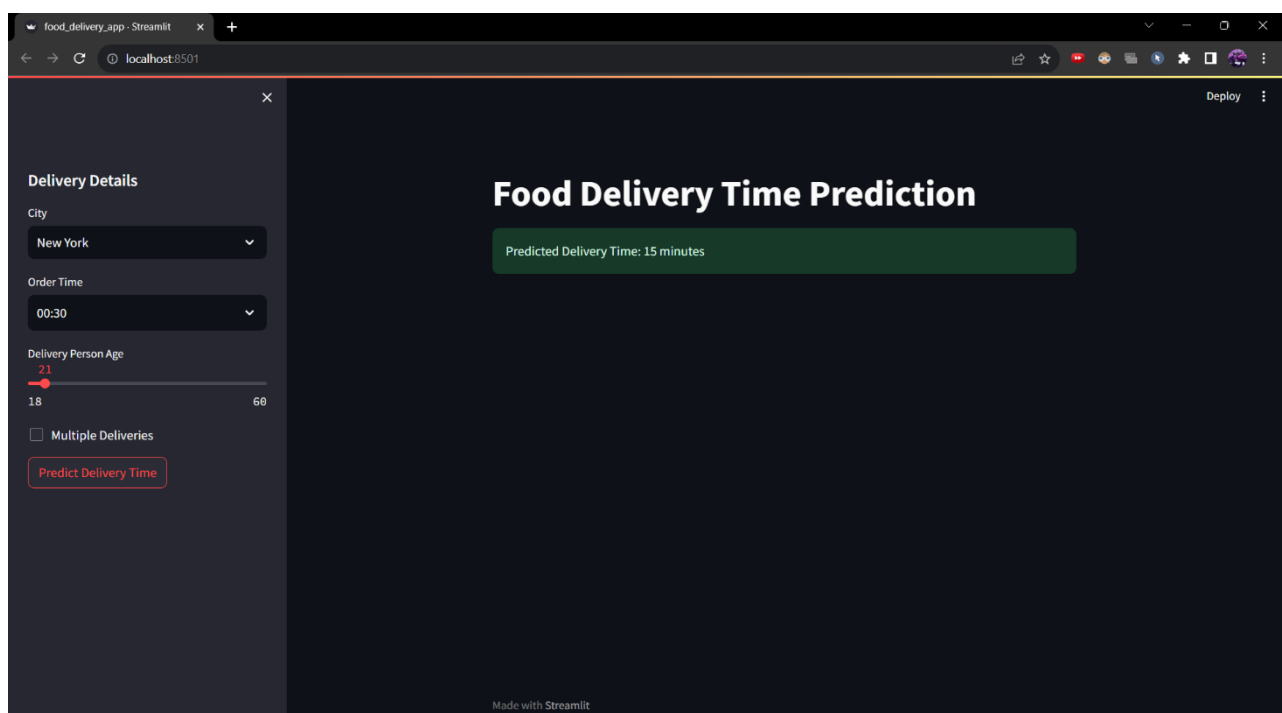 food_delivery_app · Streamlit
localhost:8501
Deploy
Delivery Details
City
New York
Order Time
00:30
Delivery Person Age
21
18 60
Multiple Deliveries
Predict Delivery Time
Food Delivery Time Prediction
Predicted Delivery Time: 15 minutes
Made with Streamlit